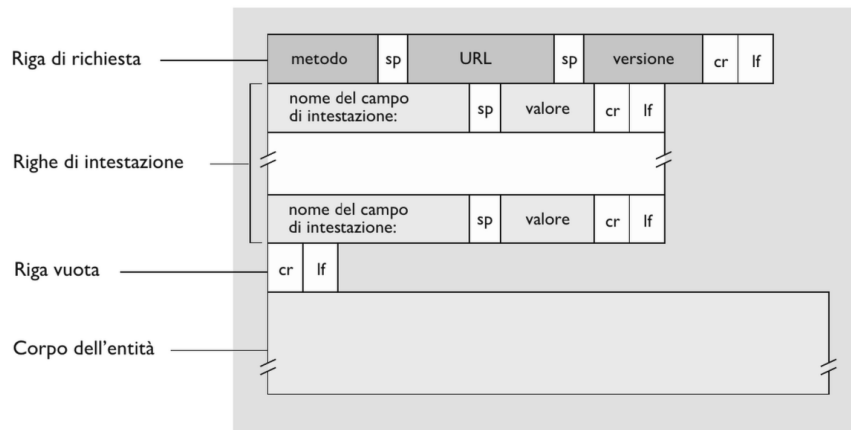 Riga di richiesta metodo sp URL sp versione cr lf
nome del campo
di intestazione: sp valore cr lf
Righe di intestazione
nome del campo
di intestazione: sp valore cr lf
Riga vuota cr lf
Corpo dell'entità